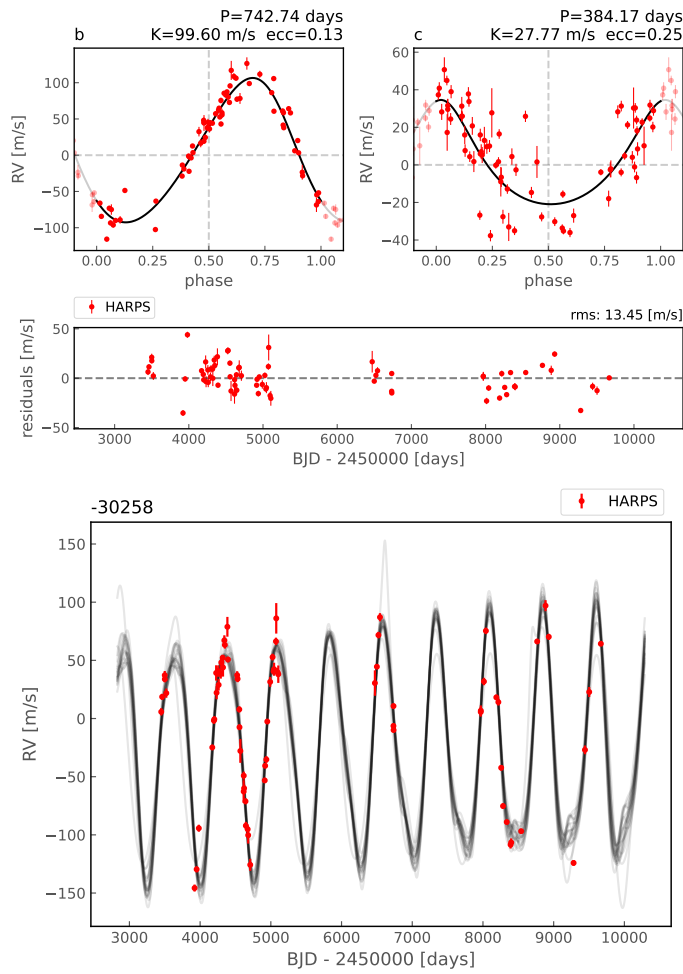 P=742.74 days
b K=99.60 m/s ecc=0.13
100
50
0
−50
−100
RV [m/s]
0.00 0.25 0.50 0.75 1.00
phase
P=384.17 days
c K=27.77 m/s ecc=0.25
60
40
20
0
−20
−40
RV [m/s]
0.00 0.25 0.50 0.75 1.00
phase
HARPS
rms: 13.45 [m/s]
50
0
−50
residuals [m/s]
3000 4000 5000 6000 7000 8000 9000 10000
BJD - 2450000 [days]
-30258
HARPS
150
100
50
0
−50
−100
−150
RV [m/s]
3000 4000 5000 6000 7000 8000 9000 10000
BJD - 2450000 [days]